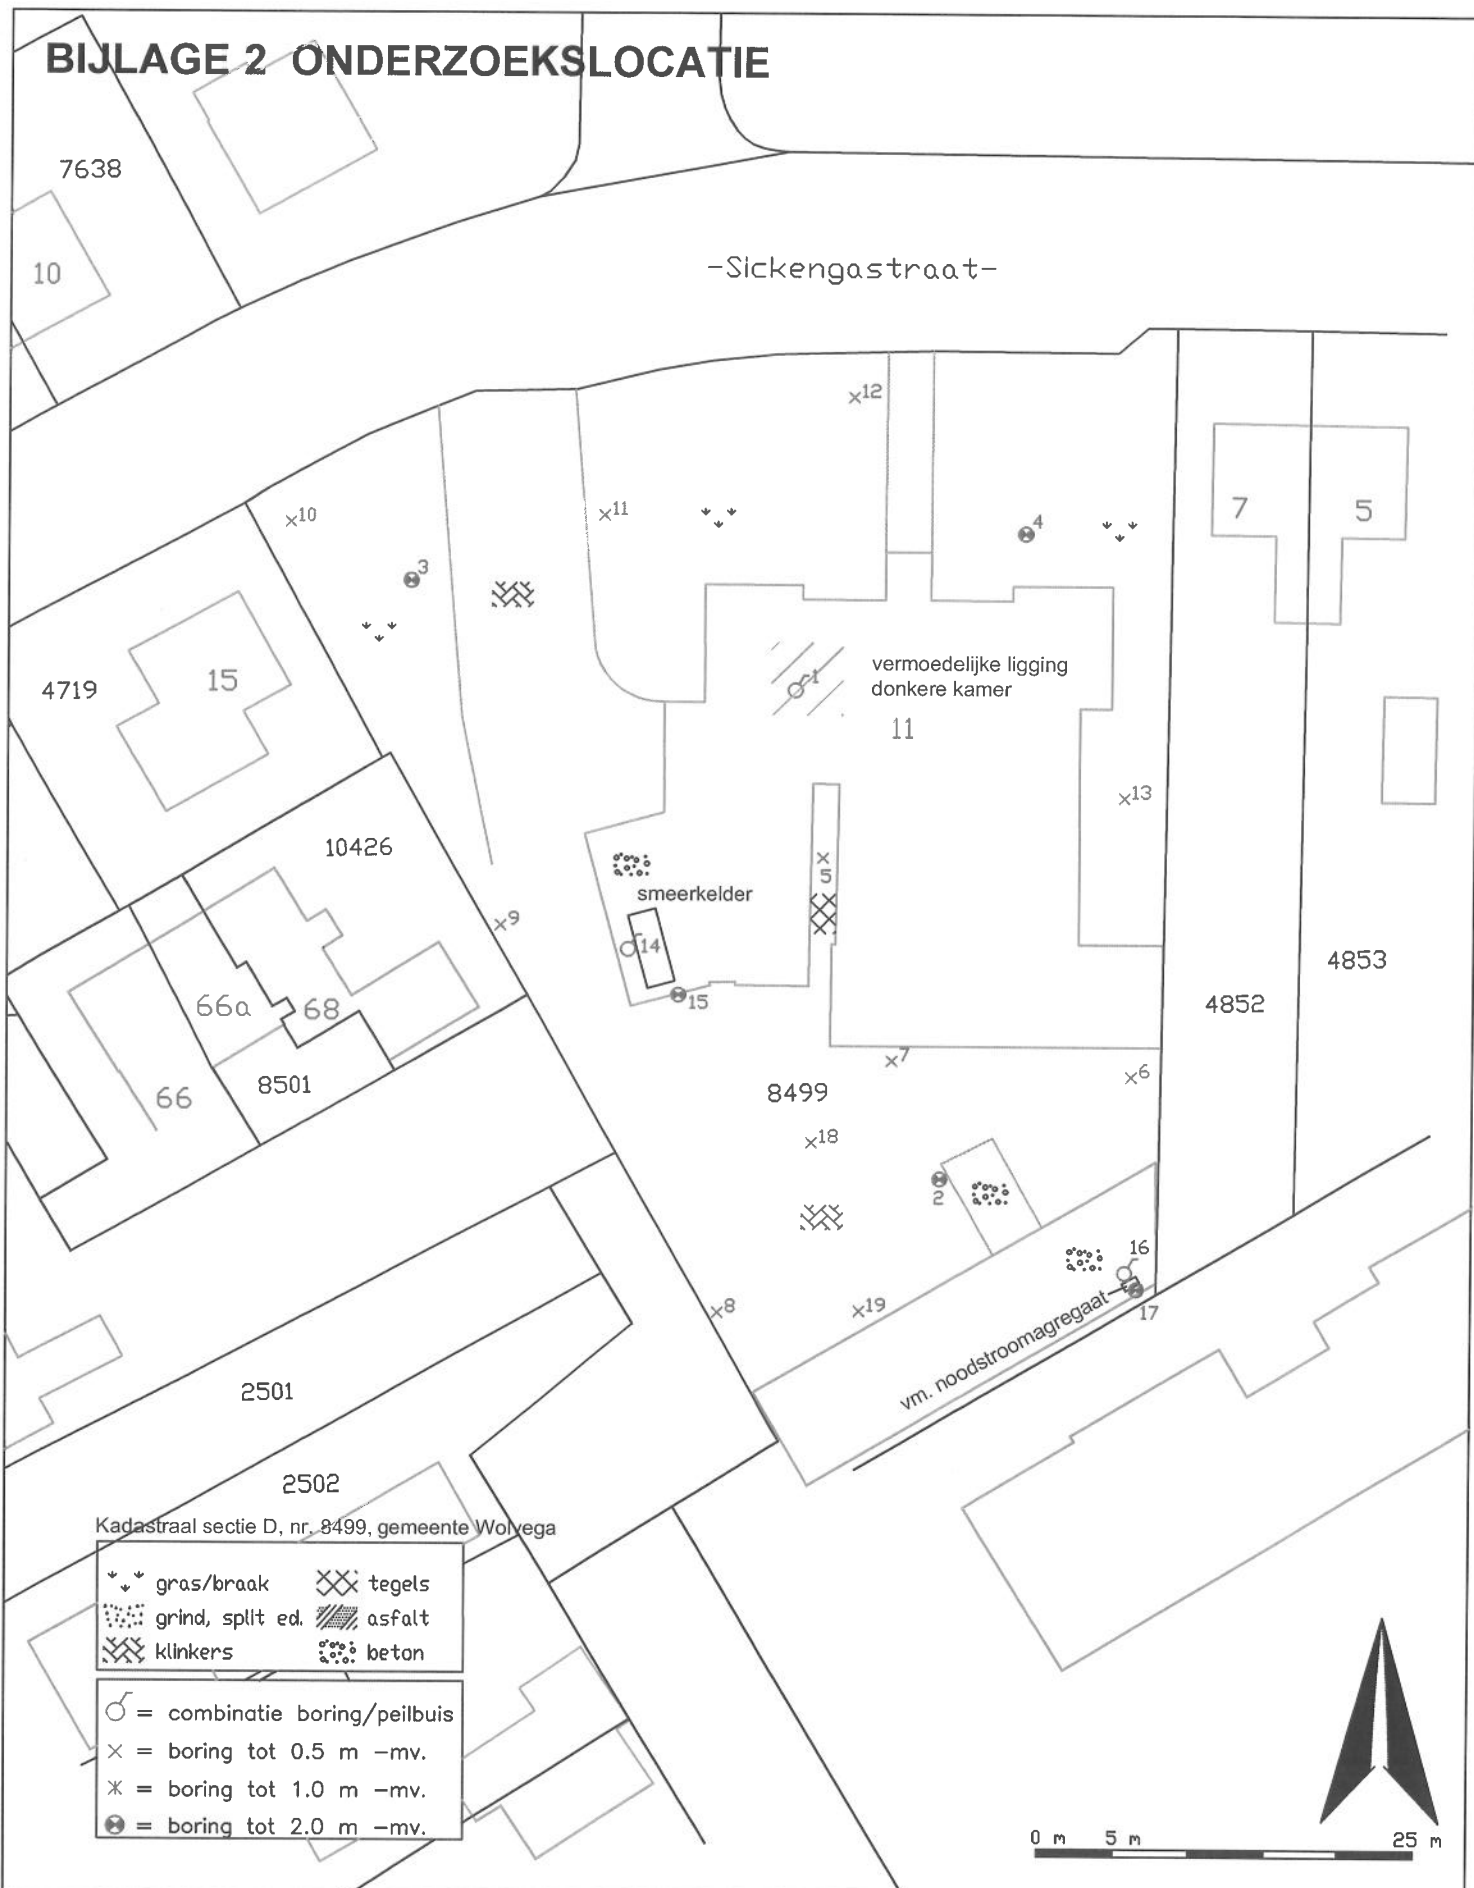 BIJLAGE 2 ONDERZOEKSLOCATIE
7638
10
-Sickengastraat-
12
10
11
4
7
5
3
4719
15
vermoedelijke ligging
donkere kamer
1
11
13
10426
5
smeerkelder
9
14
4853
66a
68
15
4852
7
6
66
8501
8499
18
2
16
8
19
17
vm. noodstroomagregaat
2501
2502
Kadastraal sectie D, nr. 8499, gemeente Wolvega
gras/braak
tegels
grind, split ed.
asfalt
klinkers
beton
= combinatie boring/peilbuis
= boring tot 0.5 m -mv.
= boring tot 1.0 m -mv.
= boring tot 2.0 m -mv.
0 m 5 m 25 m